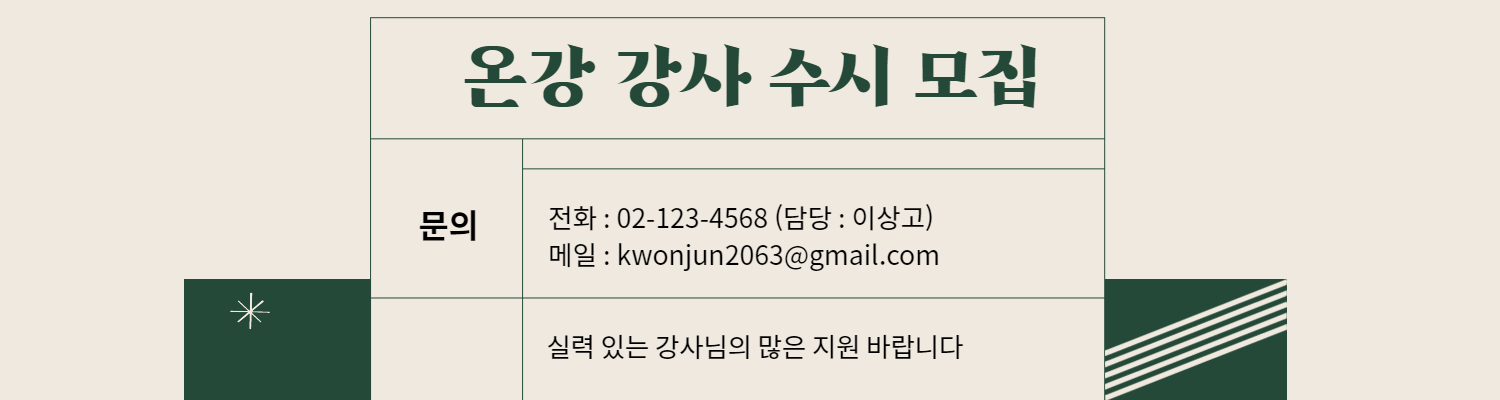 온강 강사 수시 모집
문의
전화 : 02-123-4568 (담당 : 이상고)
메일 : kwonjun2063@gmail.com
실력 있는 강사님의 많은 지원 바랍니다